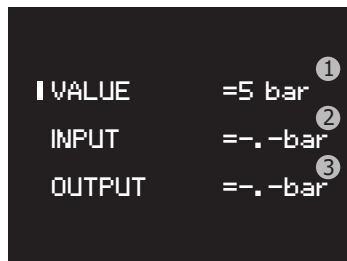 1
VALUE =5 bar
2
INPUT =-.-bar
3
OUTPUT =-.-bar